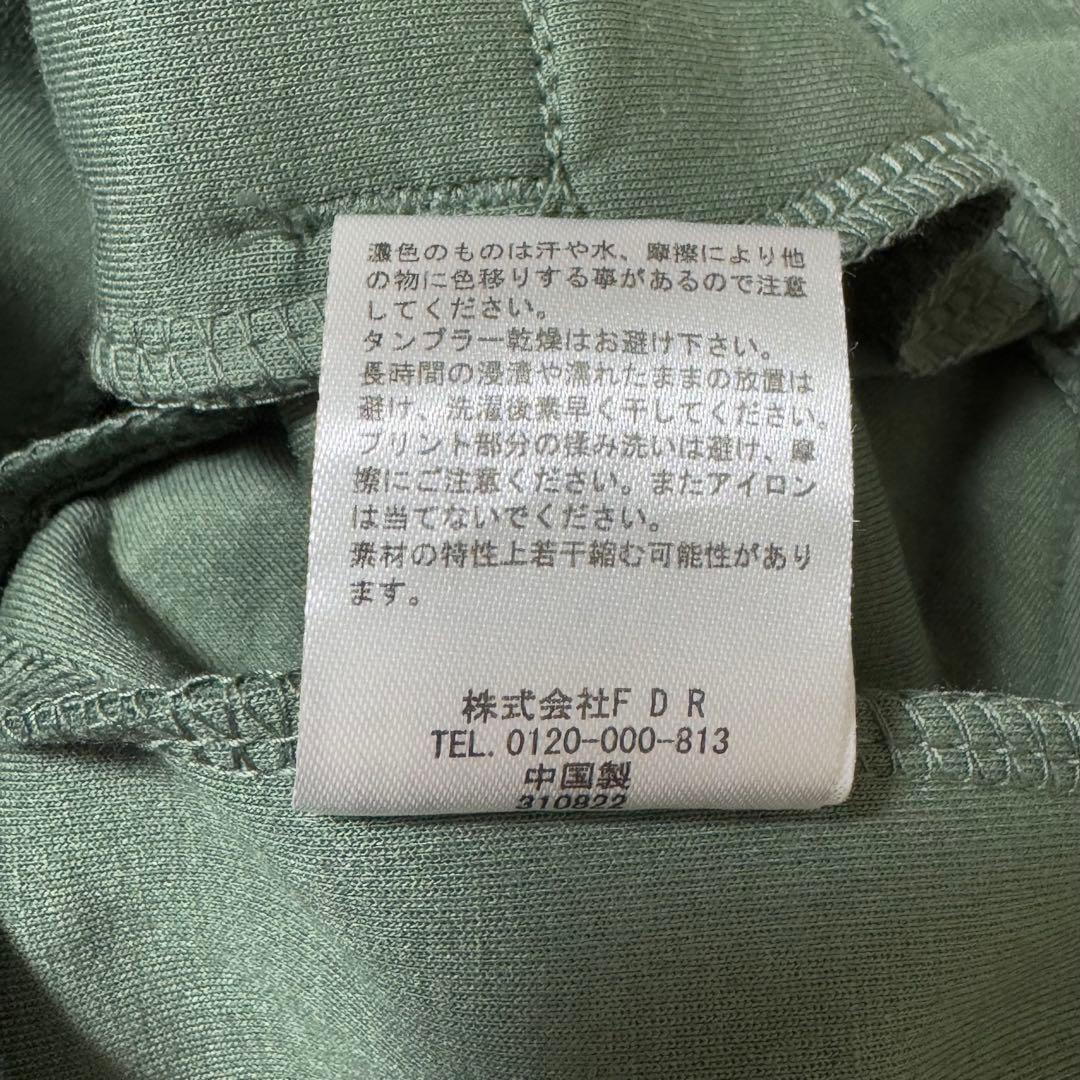 濃色のものは汗や水、摩擦により他
の物に色移りする事があるので注意
してください。
タンブラー乾燥はお避け下さい。
長時間の浸漬や濡れたままの放置は
避け、洗濯後素早く干してください。
プリント部分の揉み洗いは避け、摩
擦にご注意ください。またアイロン
は当てないでください。
素材の特性上若干縮む可能性があり
ます。
株式会社F D R
TEL. 0120-000-813
中国製
310822